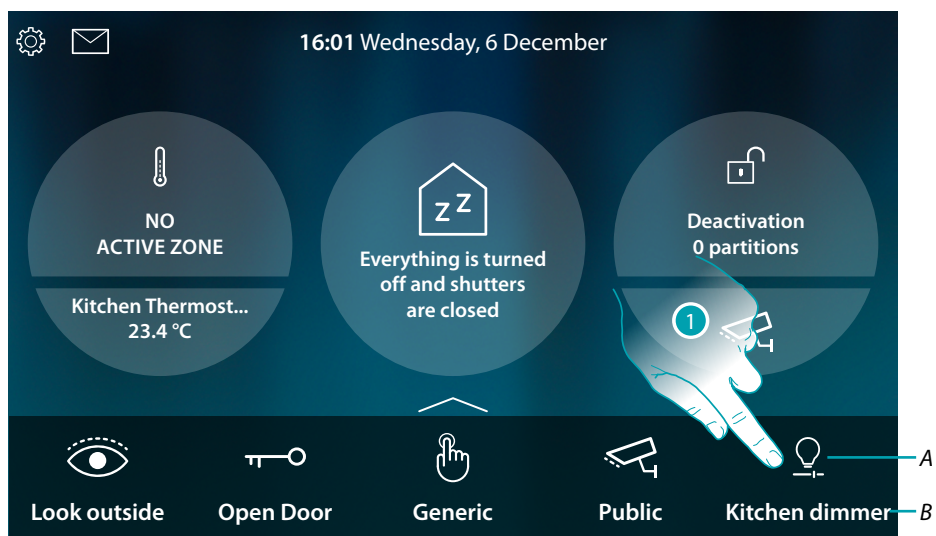 16:01 Wednesday, 6 December
NO
ACTIVE ZONE
Kitchen Thermost...
23.4 °C
z Z
Everything is turned
off and shutters
are closed
Deactivation
0 partitions
1
A
Look outside
Open Door
Generic
Public
Kitchen dimmer
B